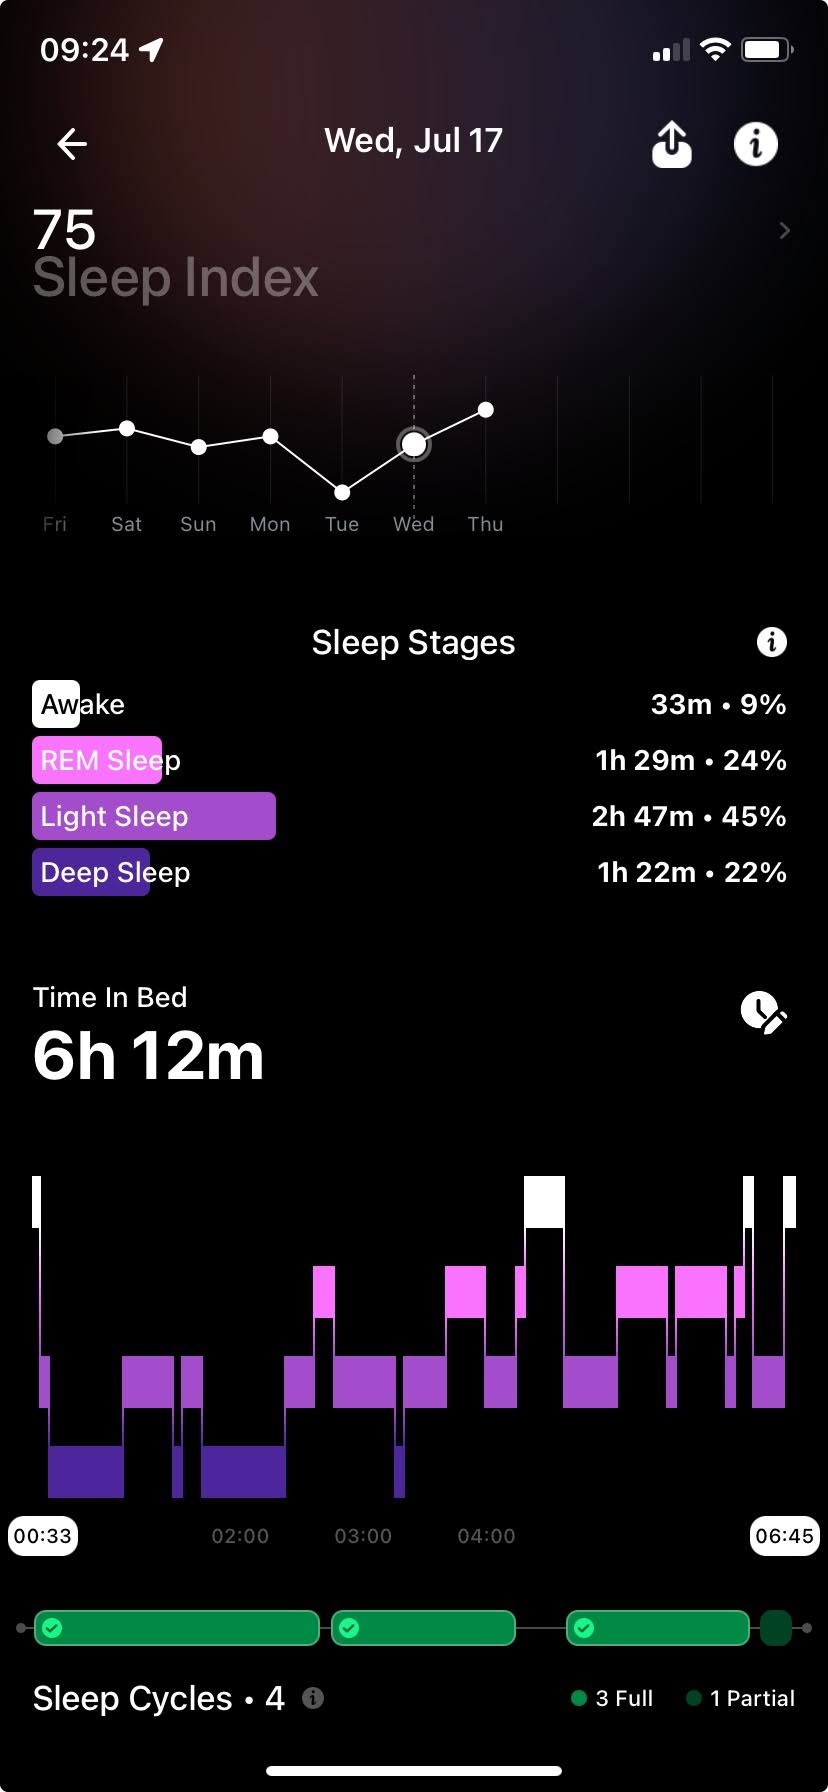 09:24
Wed, Jul 17
75
Sleep Index
Fri Sat Sun Mon Tue Wed Thu
Sleep Stages
Awake 33m • 9%
REM Sleep 1h 29m • 24%
Light Sleep 2h 47m • 45%
Deep Sleep 1h 22m • 22%
Time In Bed
6h 12m
00:33 02:00 03:00 04:00 06:45
Sleep Cycles • 4 3 Full 1 Partial